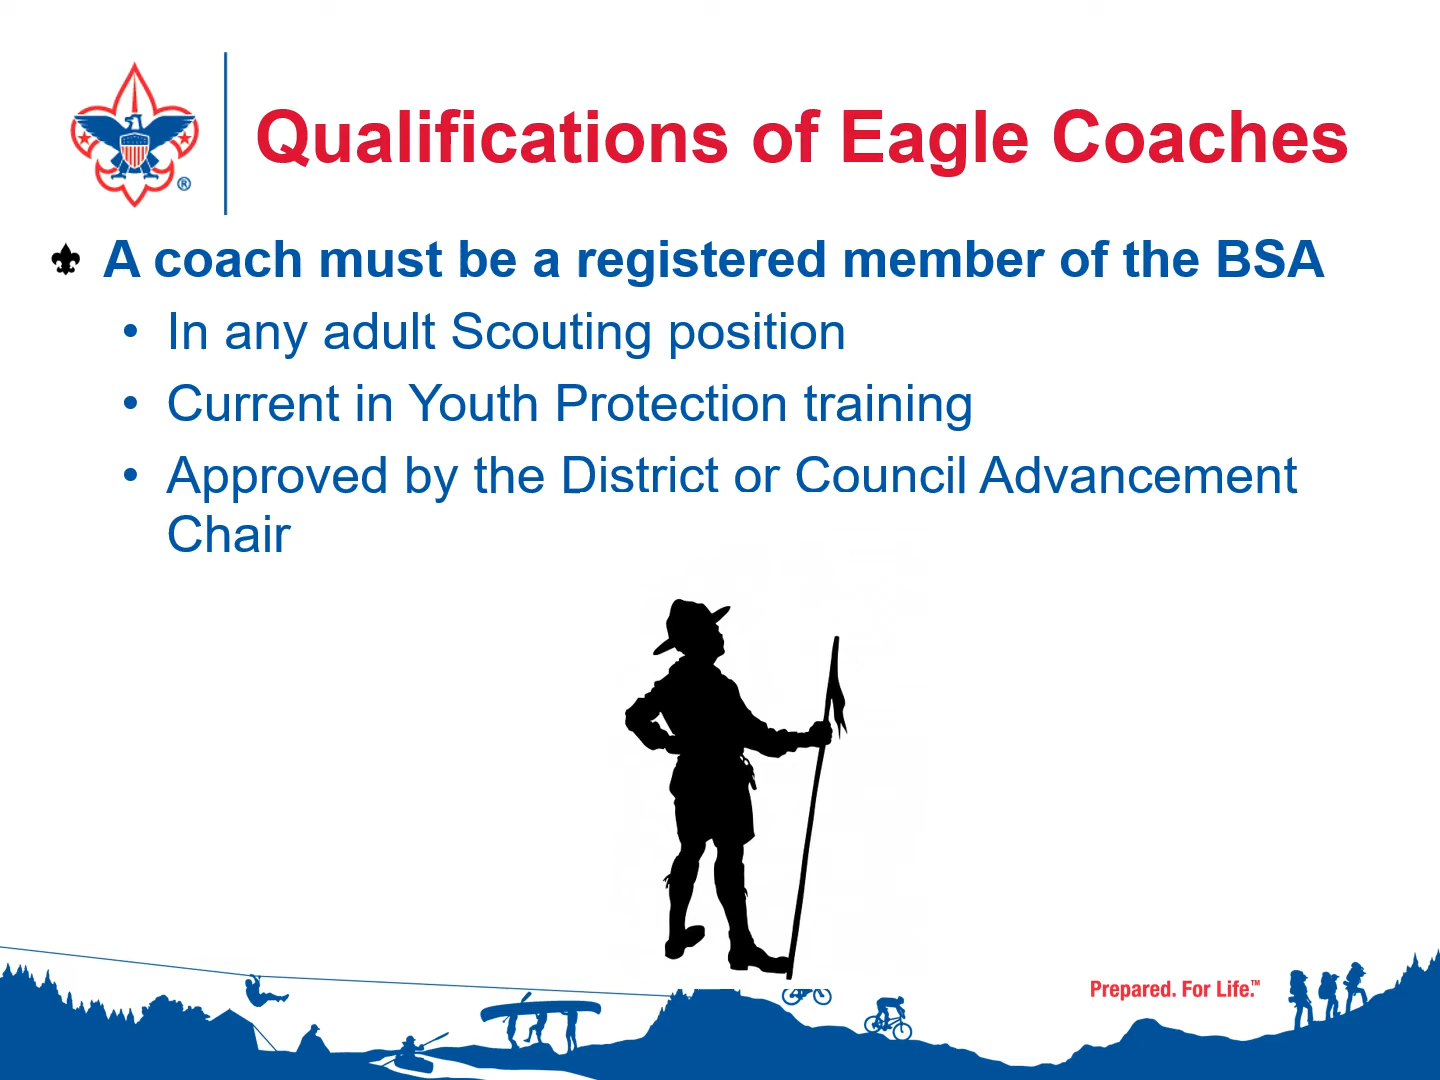 Qualifications of Eagle Coaches
®
A coach must be a registered member of the BSA
• In any adult Scouting position
• Current in Youth Protection training
• Approved by the District or Council Advancement
Chair
Prepared. For Life.™